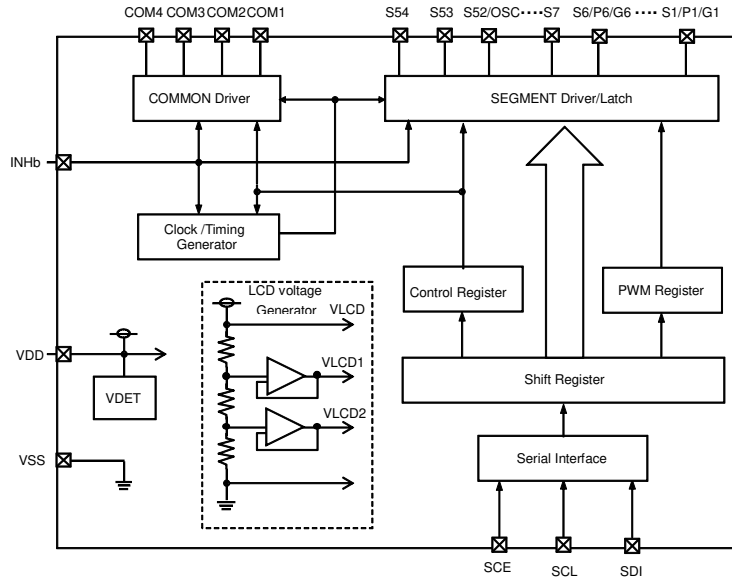 COM4 COM3 COM2 COM1 S54 S53 S52/OSC ···· S7 S6/P6/G6 ···· S1/P1/G1
COMMON Driver
SEGMENT Driver/Latch
INHb
Clock /Timing
Generator
LCD voltage
Generator
VLCD
Control Register
PWM Register
VDD
VLCD1
VDET
Shift Register
VLCD2
VSS
Serial Interface
SCE SCL SDI